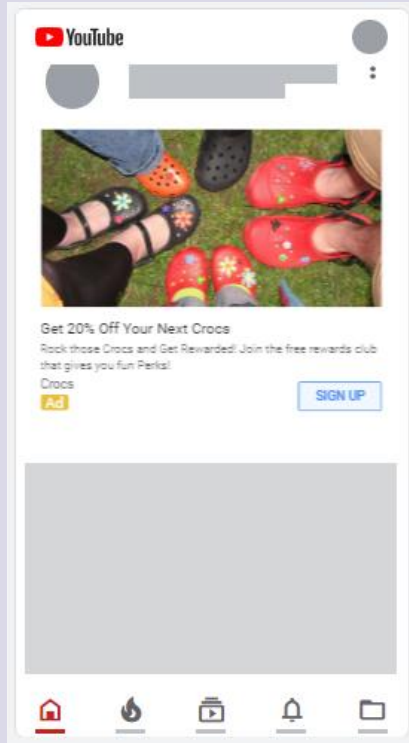 YouTube
Get 20% Off Your Next Crocs
Rock those Crocs and Get Rewarded! Join the free rewards club
that gives you fun Perks!
Crocs
Ad
SIGN UP